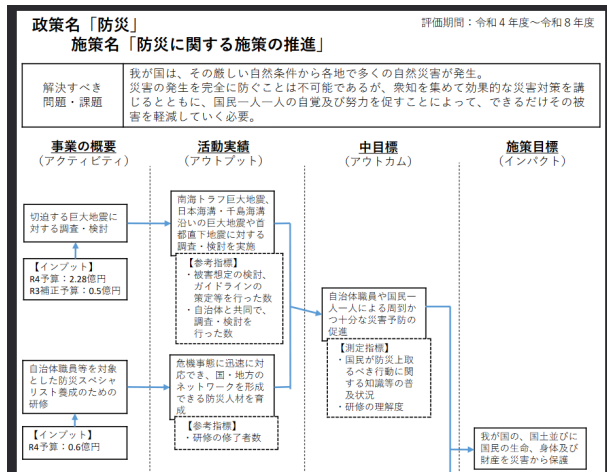 政策名「防災」
評価期間：令和４年度～令和８年度
施策名「防災に関する施策の推進」
解決すべき
問題・課題
我が国は、その厳しい自然条件から各地で多くの自然災害が発生。
災害の発生を完全に防ぐことは不可能であるが、衆知を集めて効果的な災害対策を講
じるとともに、国民一人一人の自覚及び努力を促すことによって、できるだけその被
害を軽減していく必要。
事業の概要
（アクティビティ）
活動実績
（アウトプット）
中目標
（アウトカム）
施策目標
（インパクト）
切迫する巨大地震に
対する調査・検討
【インプット】
R4予算：2.28億円
R3補正予算：0.5億円
南海トラフ巨大地震、
日本海溝・千島海溝
沿いの巨大地震や首
都直下地震に対する
調査・検討を実施
【参考指標】
・被害想定の検討、
ガイドラインの
策定等を行った数
・自治体と共同で、
調査・検討を
行った数
自治体職員等を対象
とした防災スペシャ
リスト養成のための
研修
【インプット】
R4予算：0.6億円
危機事態に迅速に対
応でき、国・地方の
ネットワークを形成
できる防災人材を育
成
【参考指標】
・研修の修了者数
自治体職員や国民一
人一人による周到か
つ十分な災害予防の
促進
【測定指標】
・国民が防災上取
るべき行動に関
する知識等の普
及状況
・研修の理解度
我が国の、国土並びに
国民の生命、身体及び
財産を災害から保護